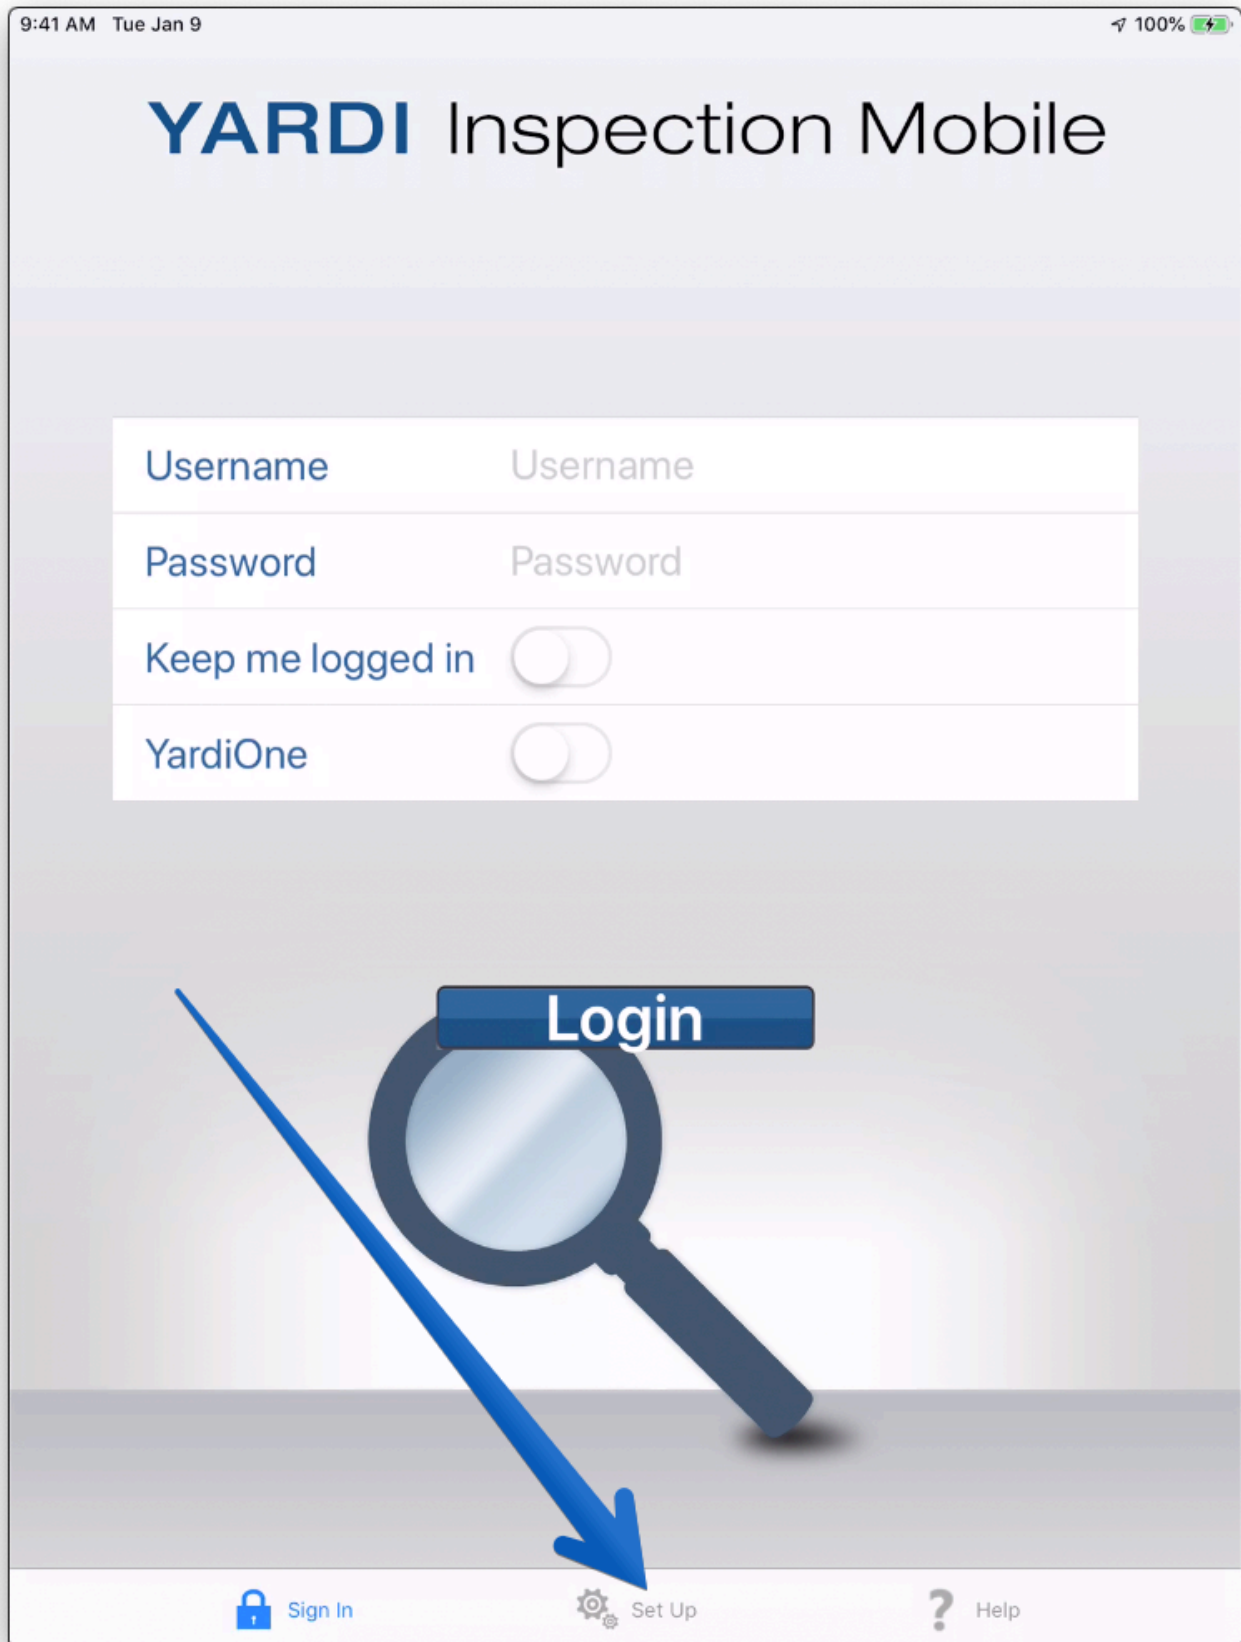 9:41 AM Tue Jan 9 100%
YARDI Inspection Mobile
Username Username
Password Password
Keep me logged in
YardiOne
Login
Sign In Set Up ? Help